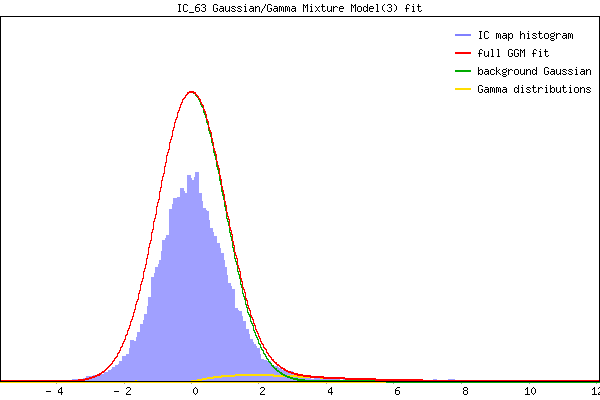 IC_63 Gaussian/Gamma Mixture Model(3) fit
IC map histogram
full GGM fit
background Gaussian
Gamma distributions
-4 -2 0 2 4 6 8 10 12